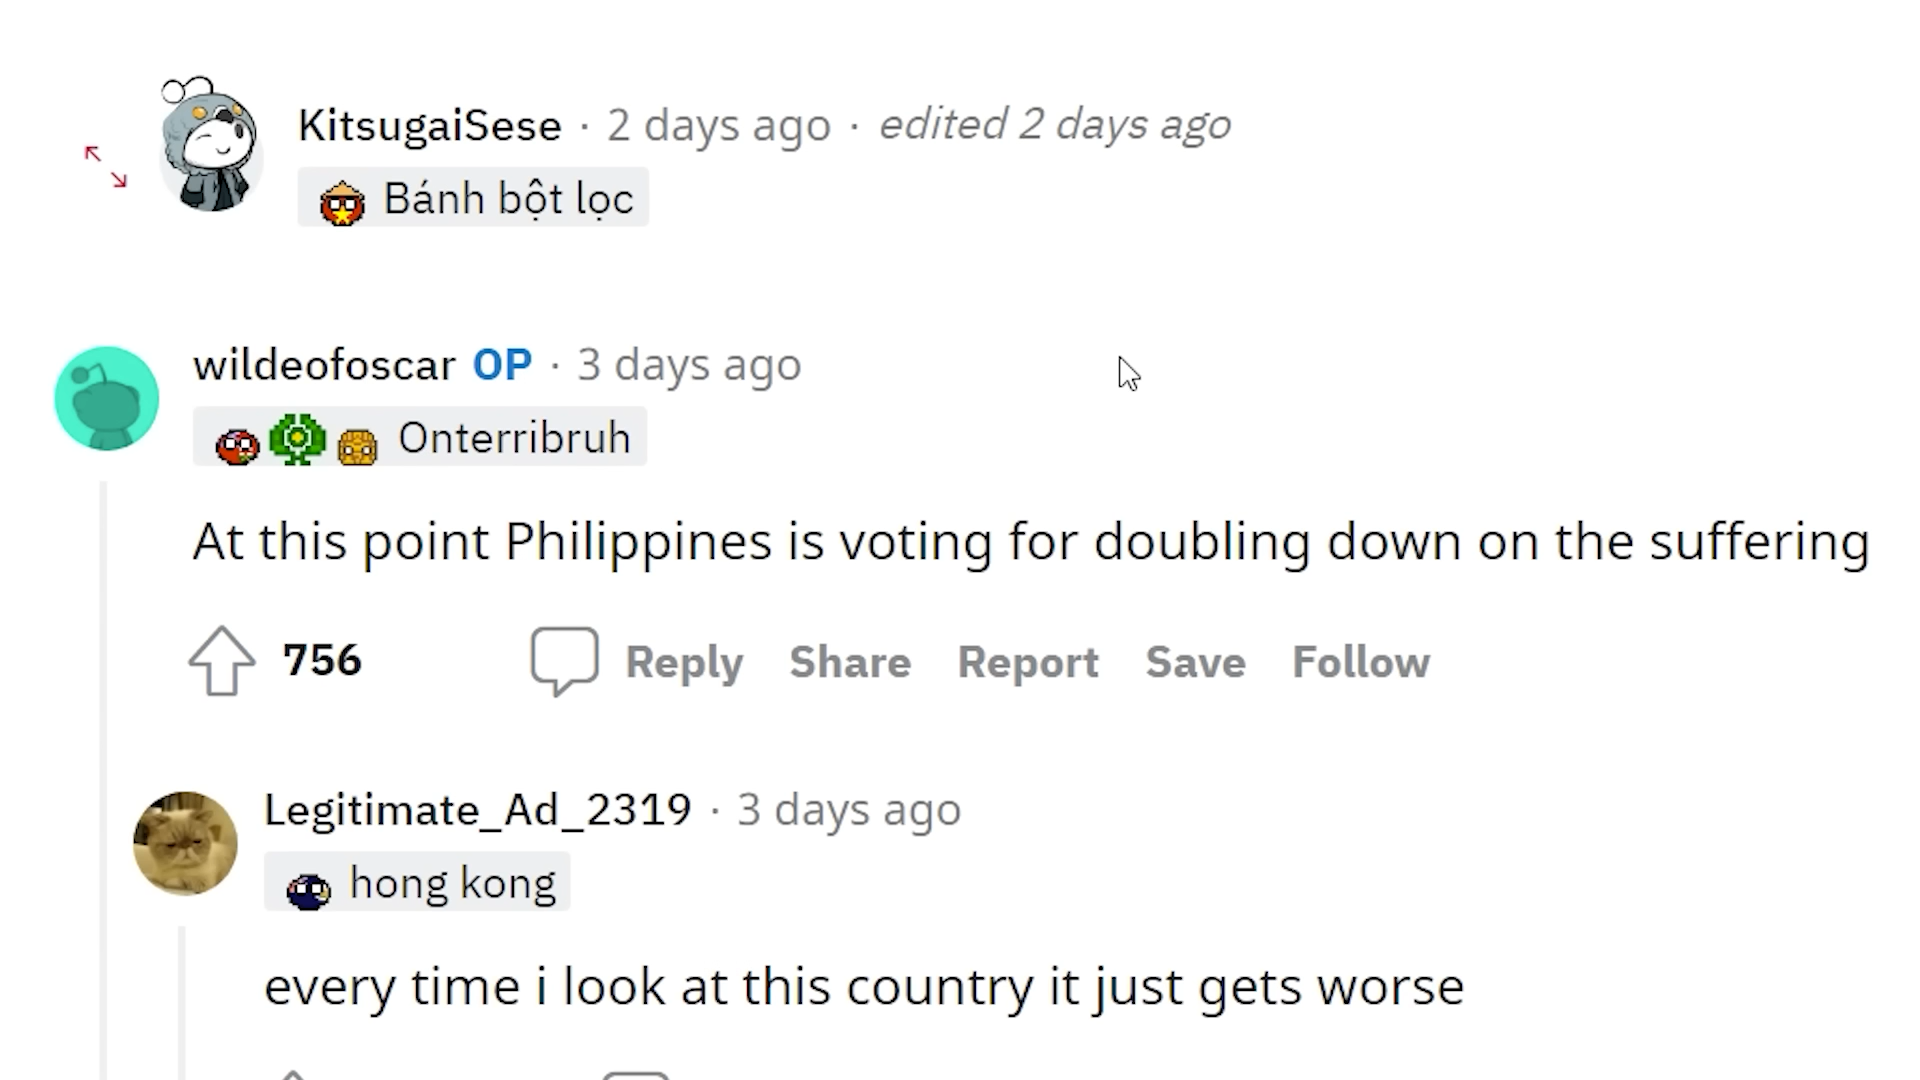 KitsugaiSese · 2 days ago · edited 2 days ago
Bánh bột lọc
wildeofoscar OP · 3 days ago
Onterribruh
At this point Philippines is voting for doubling down on the suffering
756 Reply Share Report Save Follow
Legitimate_Ad_2319 · 3 days ago
hong kong
every time i look at this country it just gets worse